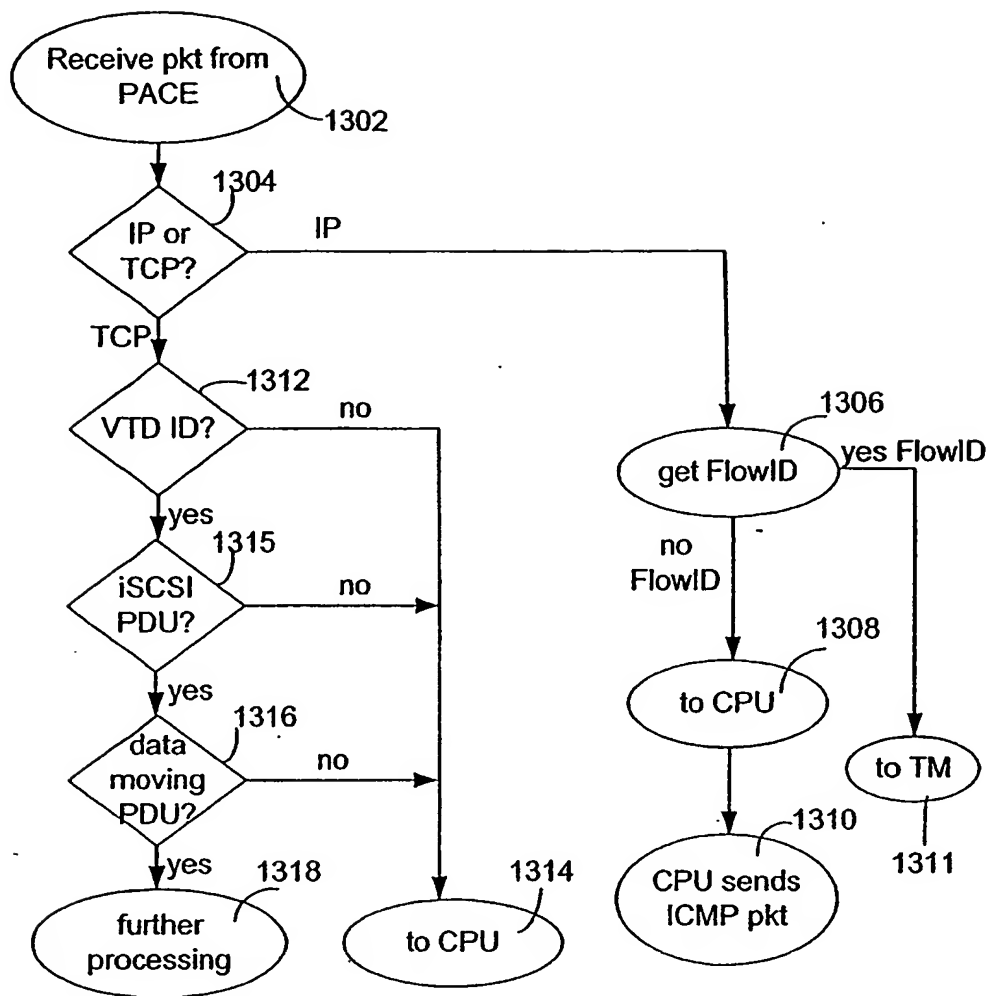 Receive pkt from
PACE
1302
1304
IP or
TCP?
IP
TCP
1312
VTD ID?
no
1306
get FlowID
yes FlowID
yes
1315
no
FlowID
iSCSI
PDU?
no
1308
to CPU
yes
1316
data
moving
PDU?
no
to TM
1311
1310
CPU sends
ICMP pkt
yes
1318
further
processing
1314
to CPU